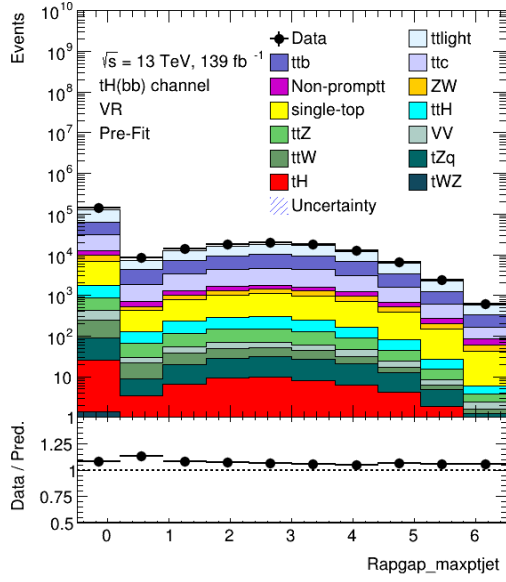 Events
10^10
10^9
10^8
10^7
10^6
10^5
10^4
10^3
10^2
10
1
√s = 13 TeV, 139 fb^-1
tH(bb) channel
VR
Pre-Fit
Data
ttb
Non-promptt
single-top
ttZ
ttW
tH
Uncertainty
ttlight
ttc
ZW
ttH
VV
tZq
tWZ
Data / Pred.
1.25
1
0.75
0.5
0 1 2 3 4 5 6
Rapgap_maxptjet